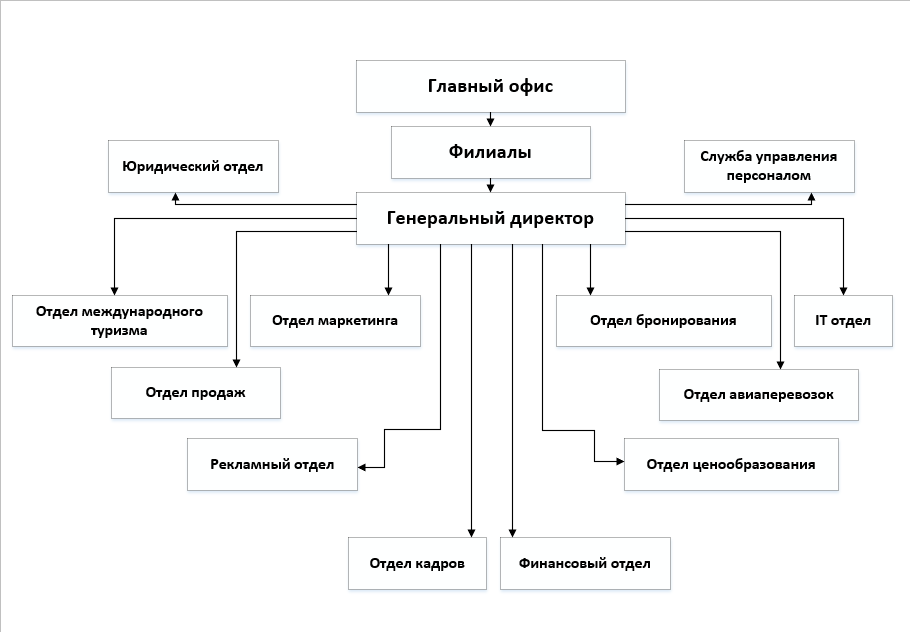 Главный офис
Филиалы
Юридический отдел
Служба управления
персоналом
Генеральный директор
Отдел международного
туризма
Отдел маркетинга
Отдел бронирования
IT отдел
Отдел продаж
Отдел авиаперевозок
Рекламный отдел
Отдел ценообразования
Отдел кадров
Финансовый отдел